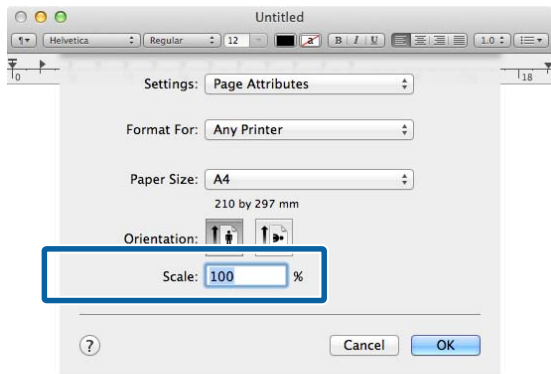 Untitled
Helvetica Regular 12 a B I U 1.0
0 18
Settings: Page Attributes
Format For: Any Printer
Paper Size: A4
210 by 297 mm
Orientation:
Scale: 100 %
? Cancel OK